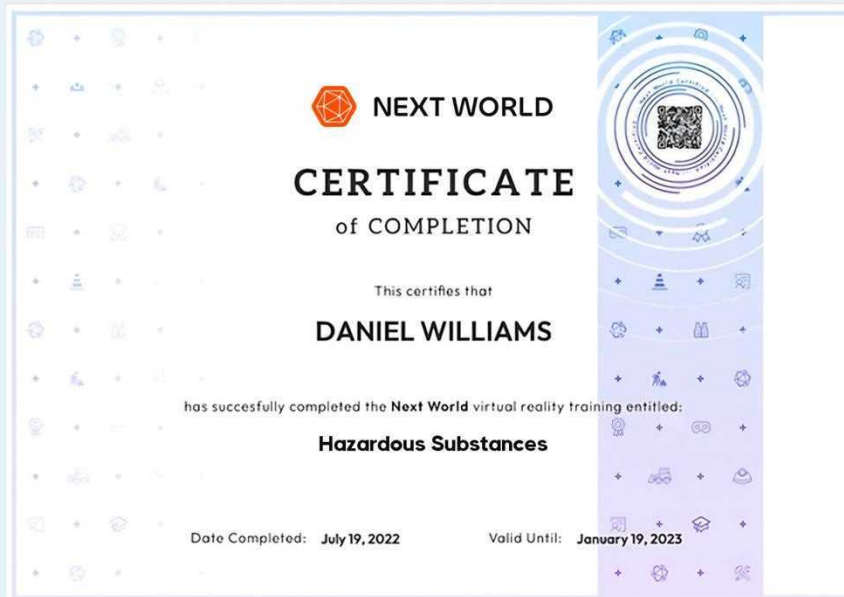 NEXT WORLD
CERTIFICATE
of COMPLETION
This certifies that
DANIEL WILLIAMS
has succesfully completed the Next World virtual reality training entitled:
Hazardous Substances
Date Completed: July 19, 2022 Valid Until: January 19, 2023